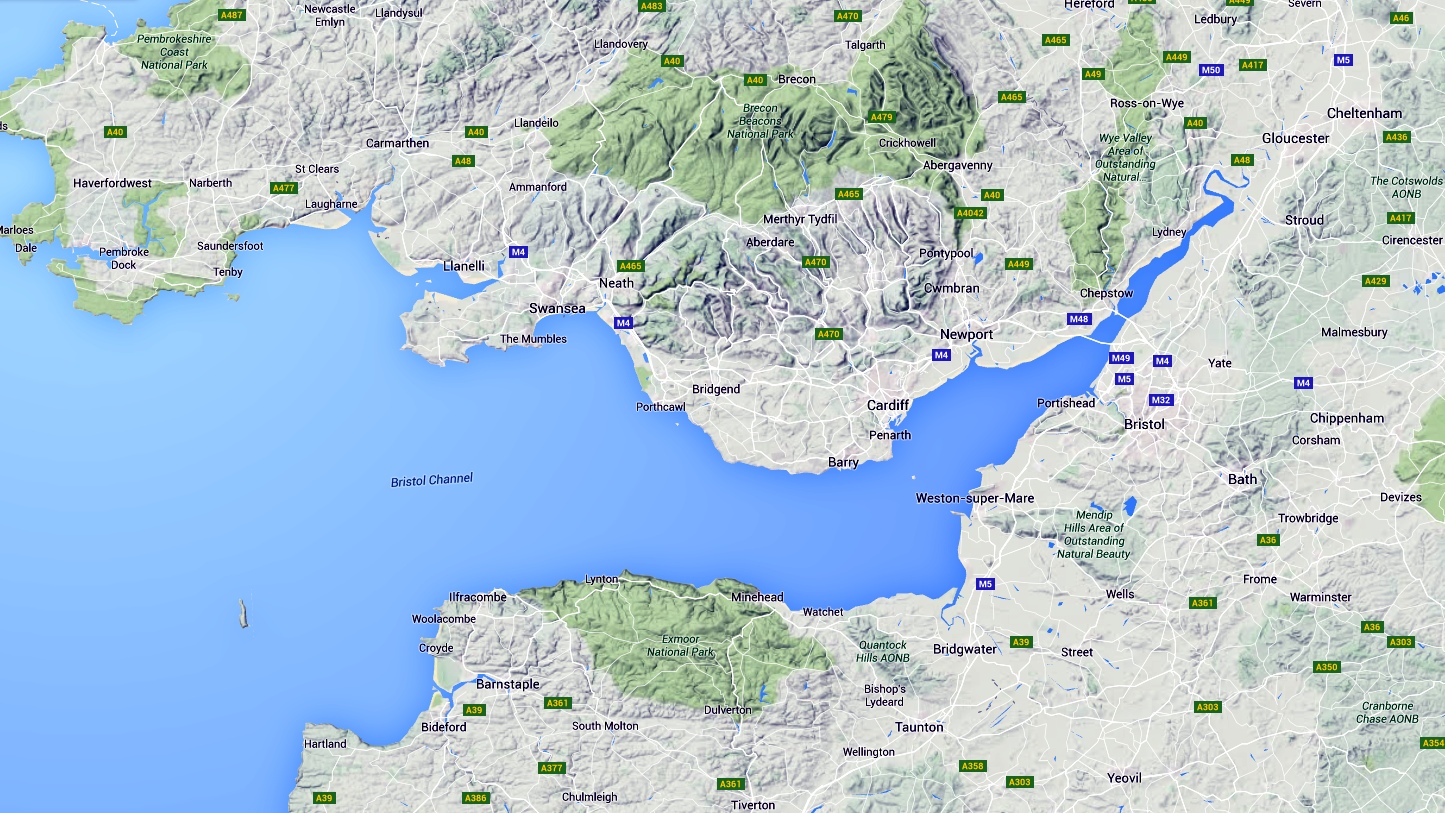 A487
Newcastle
Emlyn
Llandysul
A483
A470
Hereford
A449
Ledbury
Severn
A46
Pembrokeshire
Coast
National Park
Llandovery
A40
Talgarth
A465
A449
A417
M5
M50
A49
A40
Brecon
A465
Ross-on-Wye
Cheltenham
Brecon
Beacons
National Park
A479
A40
Gloucester
A436
A40
Carmarthen
A40
Llandeilo
Crickhowell
Wye Valley
Area of
Outstanding
Natural...
A48
A48
St Clears
Abergavenny
Haverfordwest
Narberth
A477
Ammanford
A465
A40
The Cotswolds
AONB
Laugharne
Merthyr Tydfil
A4042
Stroud
A417
Marloes
Dale
Saundersfoot
Aberdare
Lydney
Cirencester
Pembroke
Dock
M4
Pontypool
Tenby
Llanelli
A465
A470
A449
Neath
Cwmbran
Chepstow
A429
Swansea
M4
M48
The Mumbles
A470
Newport
Malmesbury
M4
M49
M4
Yate
M5
M4
Bridgend
Porthcawl
Cardiff
Portishead
M32
Bristol
Chippenham
Penarth
Corsham
Barry
Bristol Channel
Bath
Weston-super-Mare
Devizes
Mendip
Hills Area of
Outstanding
Natural Beauty
Trowbridge
A36
Lynton
M5
Frome
Ilfracombe
Minehead
Wells
Warminster
Watchet
A361
Woolacombe
A36
Croyde
Exmoor
National Park
Quantock
Hills AONB
Bridgwater
A39
Street
A303
A350
Barnstaple
Bishop's
Lydeard
A39
A361
Dulverton
A303
Cranborne
Chase AONB
Bideford
South Molton
Taunton
Hartland
Wellington
A354
A377
A358
Yeovil
A361
A303
A39
A386
Chulmleigh
Tiverton